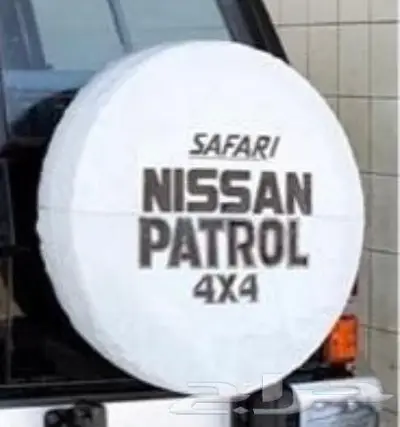 SAFARI
NISSAN
PATROL
4X4